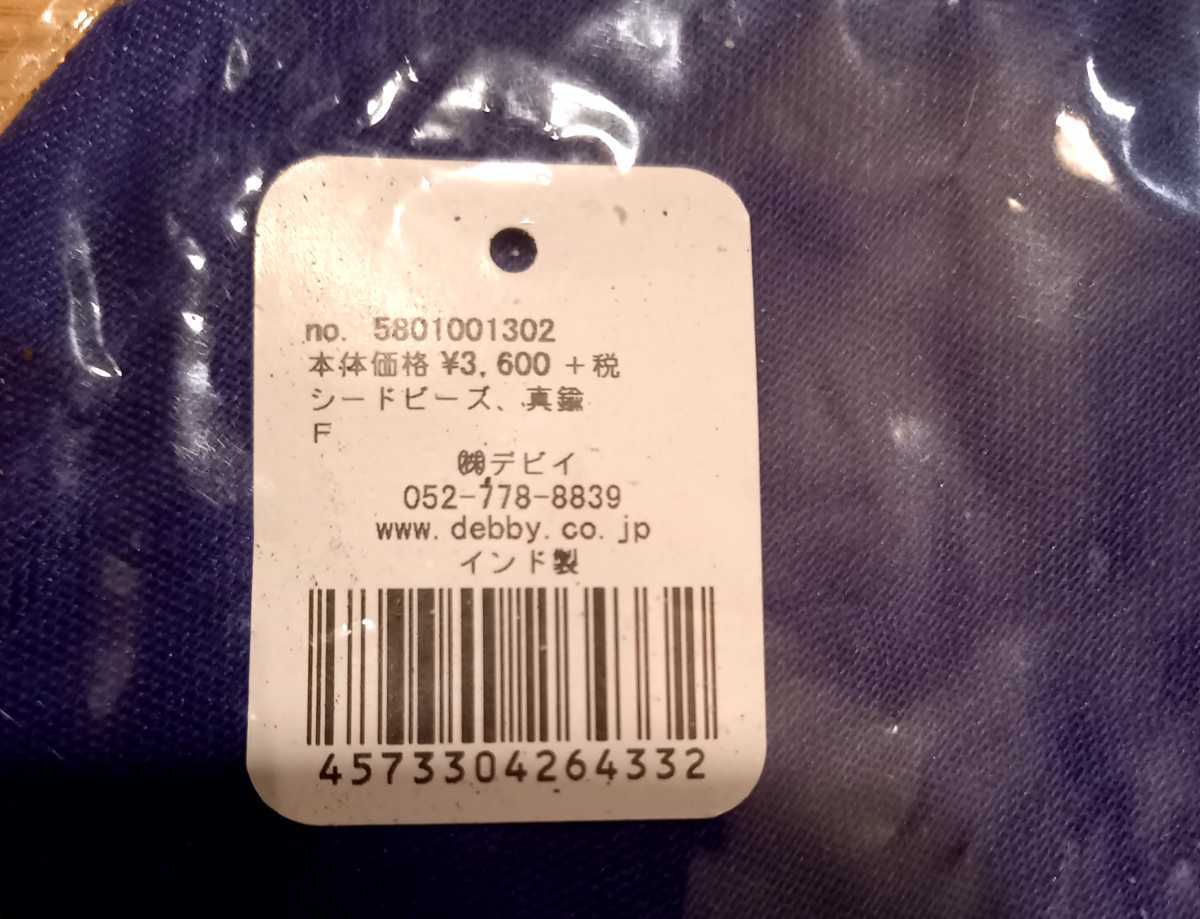 no. 5801001302
本体価格 ¥3,600 +税
シードビーズ、真鍮
F
㈱デビイ
052-778-8839
www.debby.co.jp
インド製
4573304264332